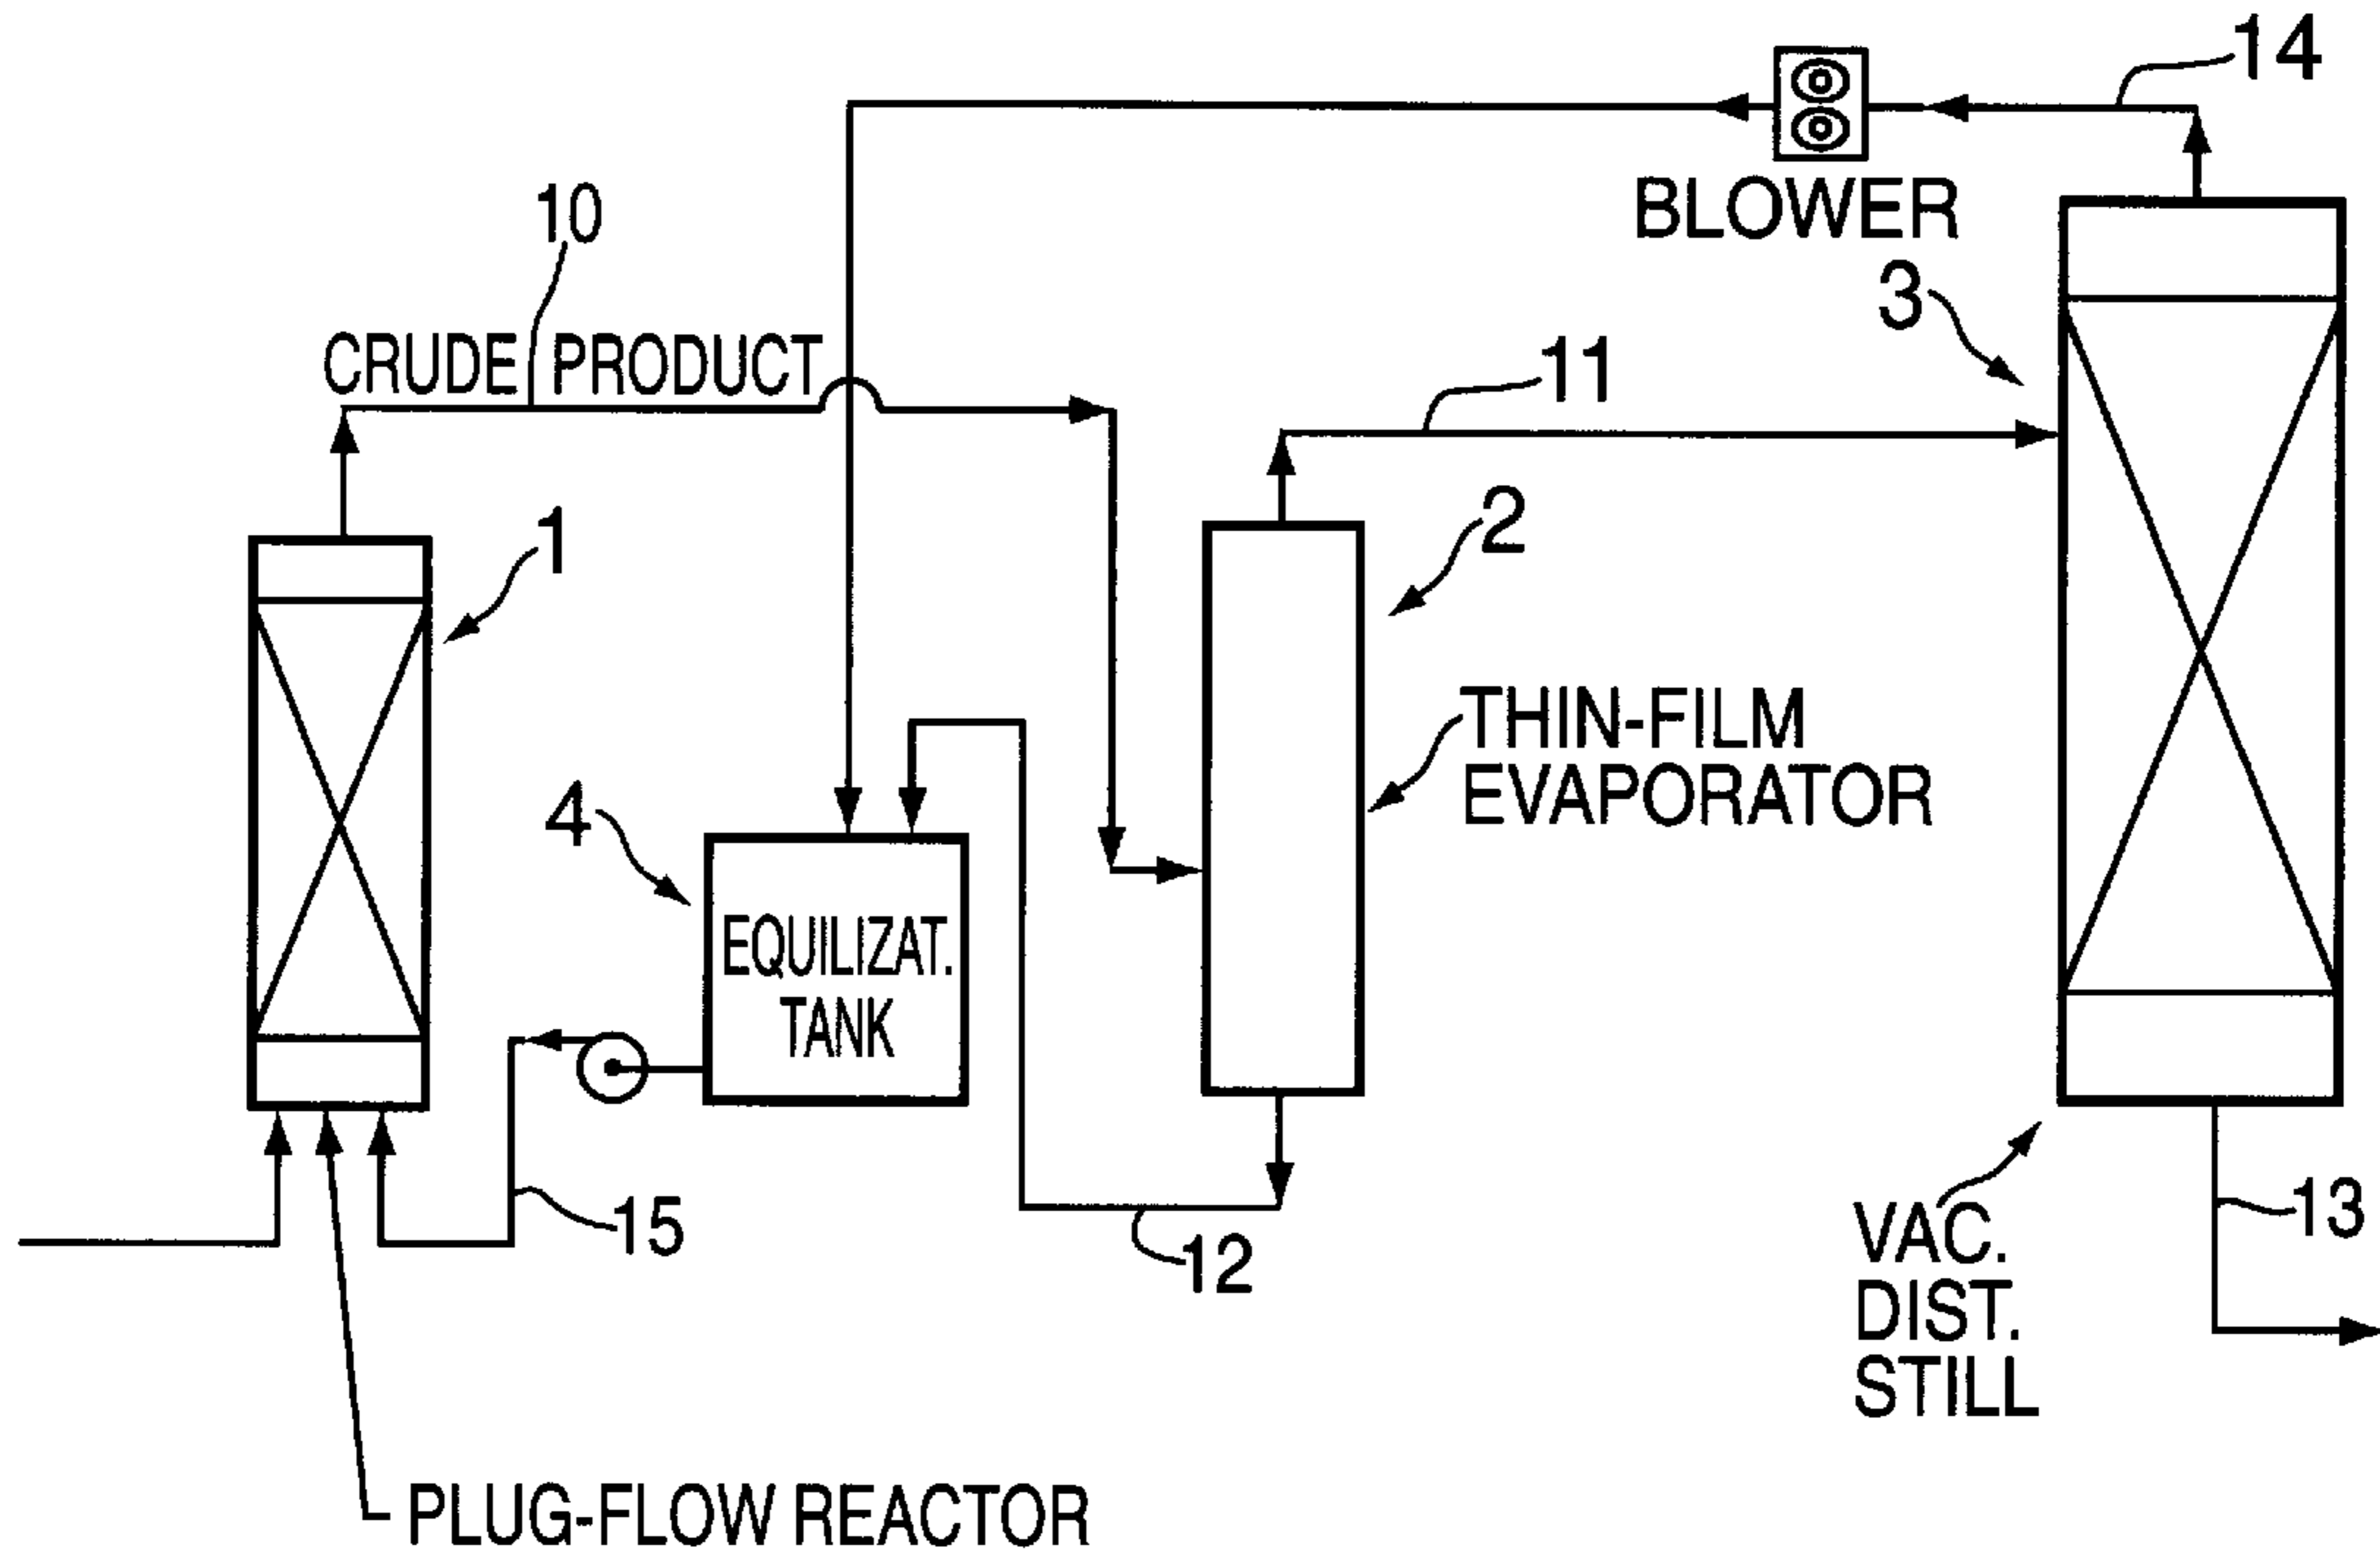 14
10
BLOWER
3
CRUDE PRODUCT
11
1
2
THIN-FILM
EVAPORATOR
4
EQUILIZAT.
TANK
15
12
13
VAC.
DIST.
STILL
PLUG-FLOW REACTOR